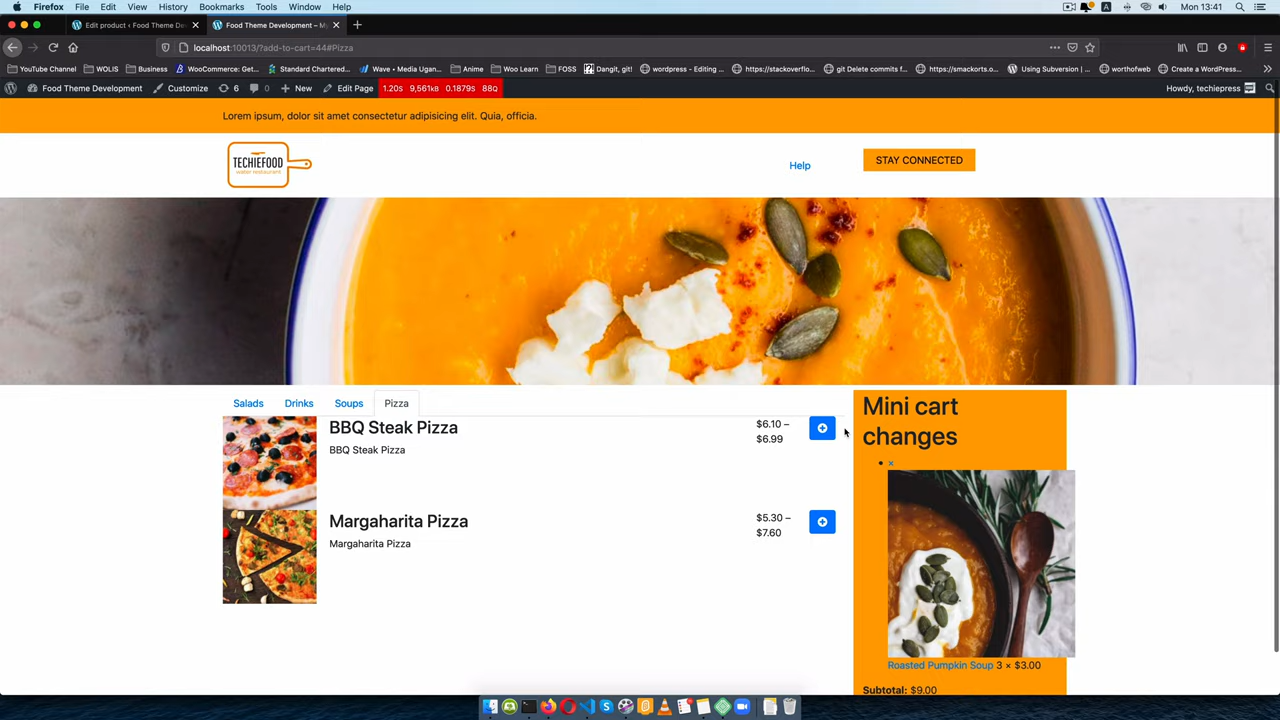 Firefox File Edit View History Bookmarks Tools Window Help A Mon 13:41
Edit product ‹ Food Theme De × Food Theme Development – M × +
localhost:10013/?add-to-cart=44#Pizza
YouTube Channel WOLIS Business WooCommerce: Get... Standard Chartered... Wave • Media Ugan... Anime Woo Learn FOSS Dangit, git! wordpress - Editing ... https://stackoverflo... git Delete commits f... https://smackorts.o... Using Subversion |... worthofweb Create a WordPress...
Food Theme Development Customize 6 0 New Edit Page 1.20S 9,561KB 0.1879S 88Q Howdy, techiepress
Lorem ipsum, dolor sit amet consectetur adipisicing elit. Quia, officia.
TECHIEFOOD
Help STAY CONNECTED
Salads Drinks Soups Pizza
BBQ Steak Pizza
BBQ Steak Pizza
$6.10 –
$6.99
Margaharita Pizza
Margaharita Pizza
$5.30 –
$7.60
Mini cart
changes
×
Roasted Pumpkin Soup 3 × $3.00
Subtotal: $9.00